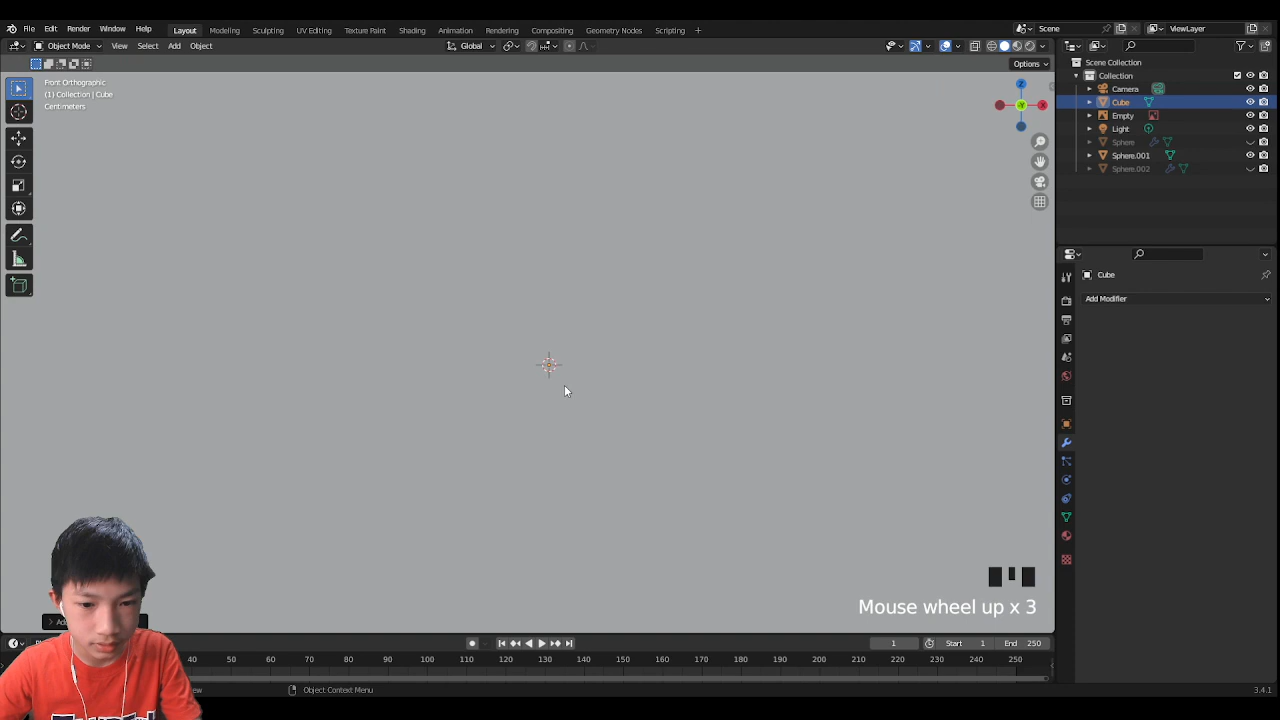 File Edit Render Window Help Layout Modeling Sculpting UV Editing Texture Paint Shading Animation Rendering Compositing Geometry Nodes Scripting + Scene ViewLayer
Object Mode View Select Add Object Global
Options
Front Orthographic
(1) Collection | Cube
Centimeters
Z
Y
X
Scene Collection
Collection
Camera
Cube
Empty
Light
Sphere
Sphere.001
Sphere.002
Cube
Add Modifier
Mouse wheel up x 3
1 Start 1 End 250
40 50 60 70 80 90 100 110 120 130 140 150 160 170 180 190 200 210 220 230 240 250
Object Context Menu 3.4.1